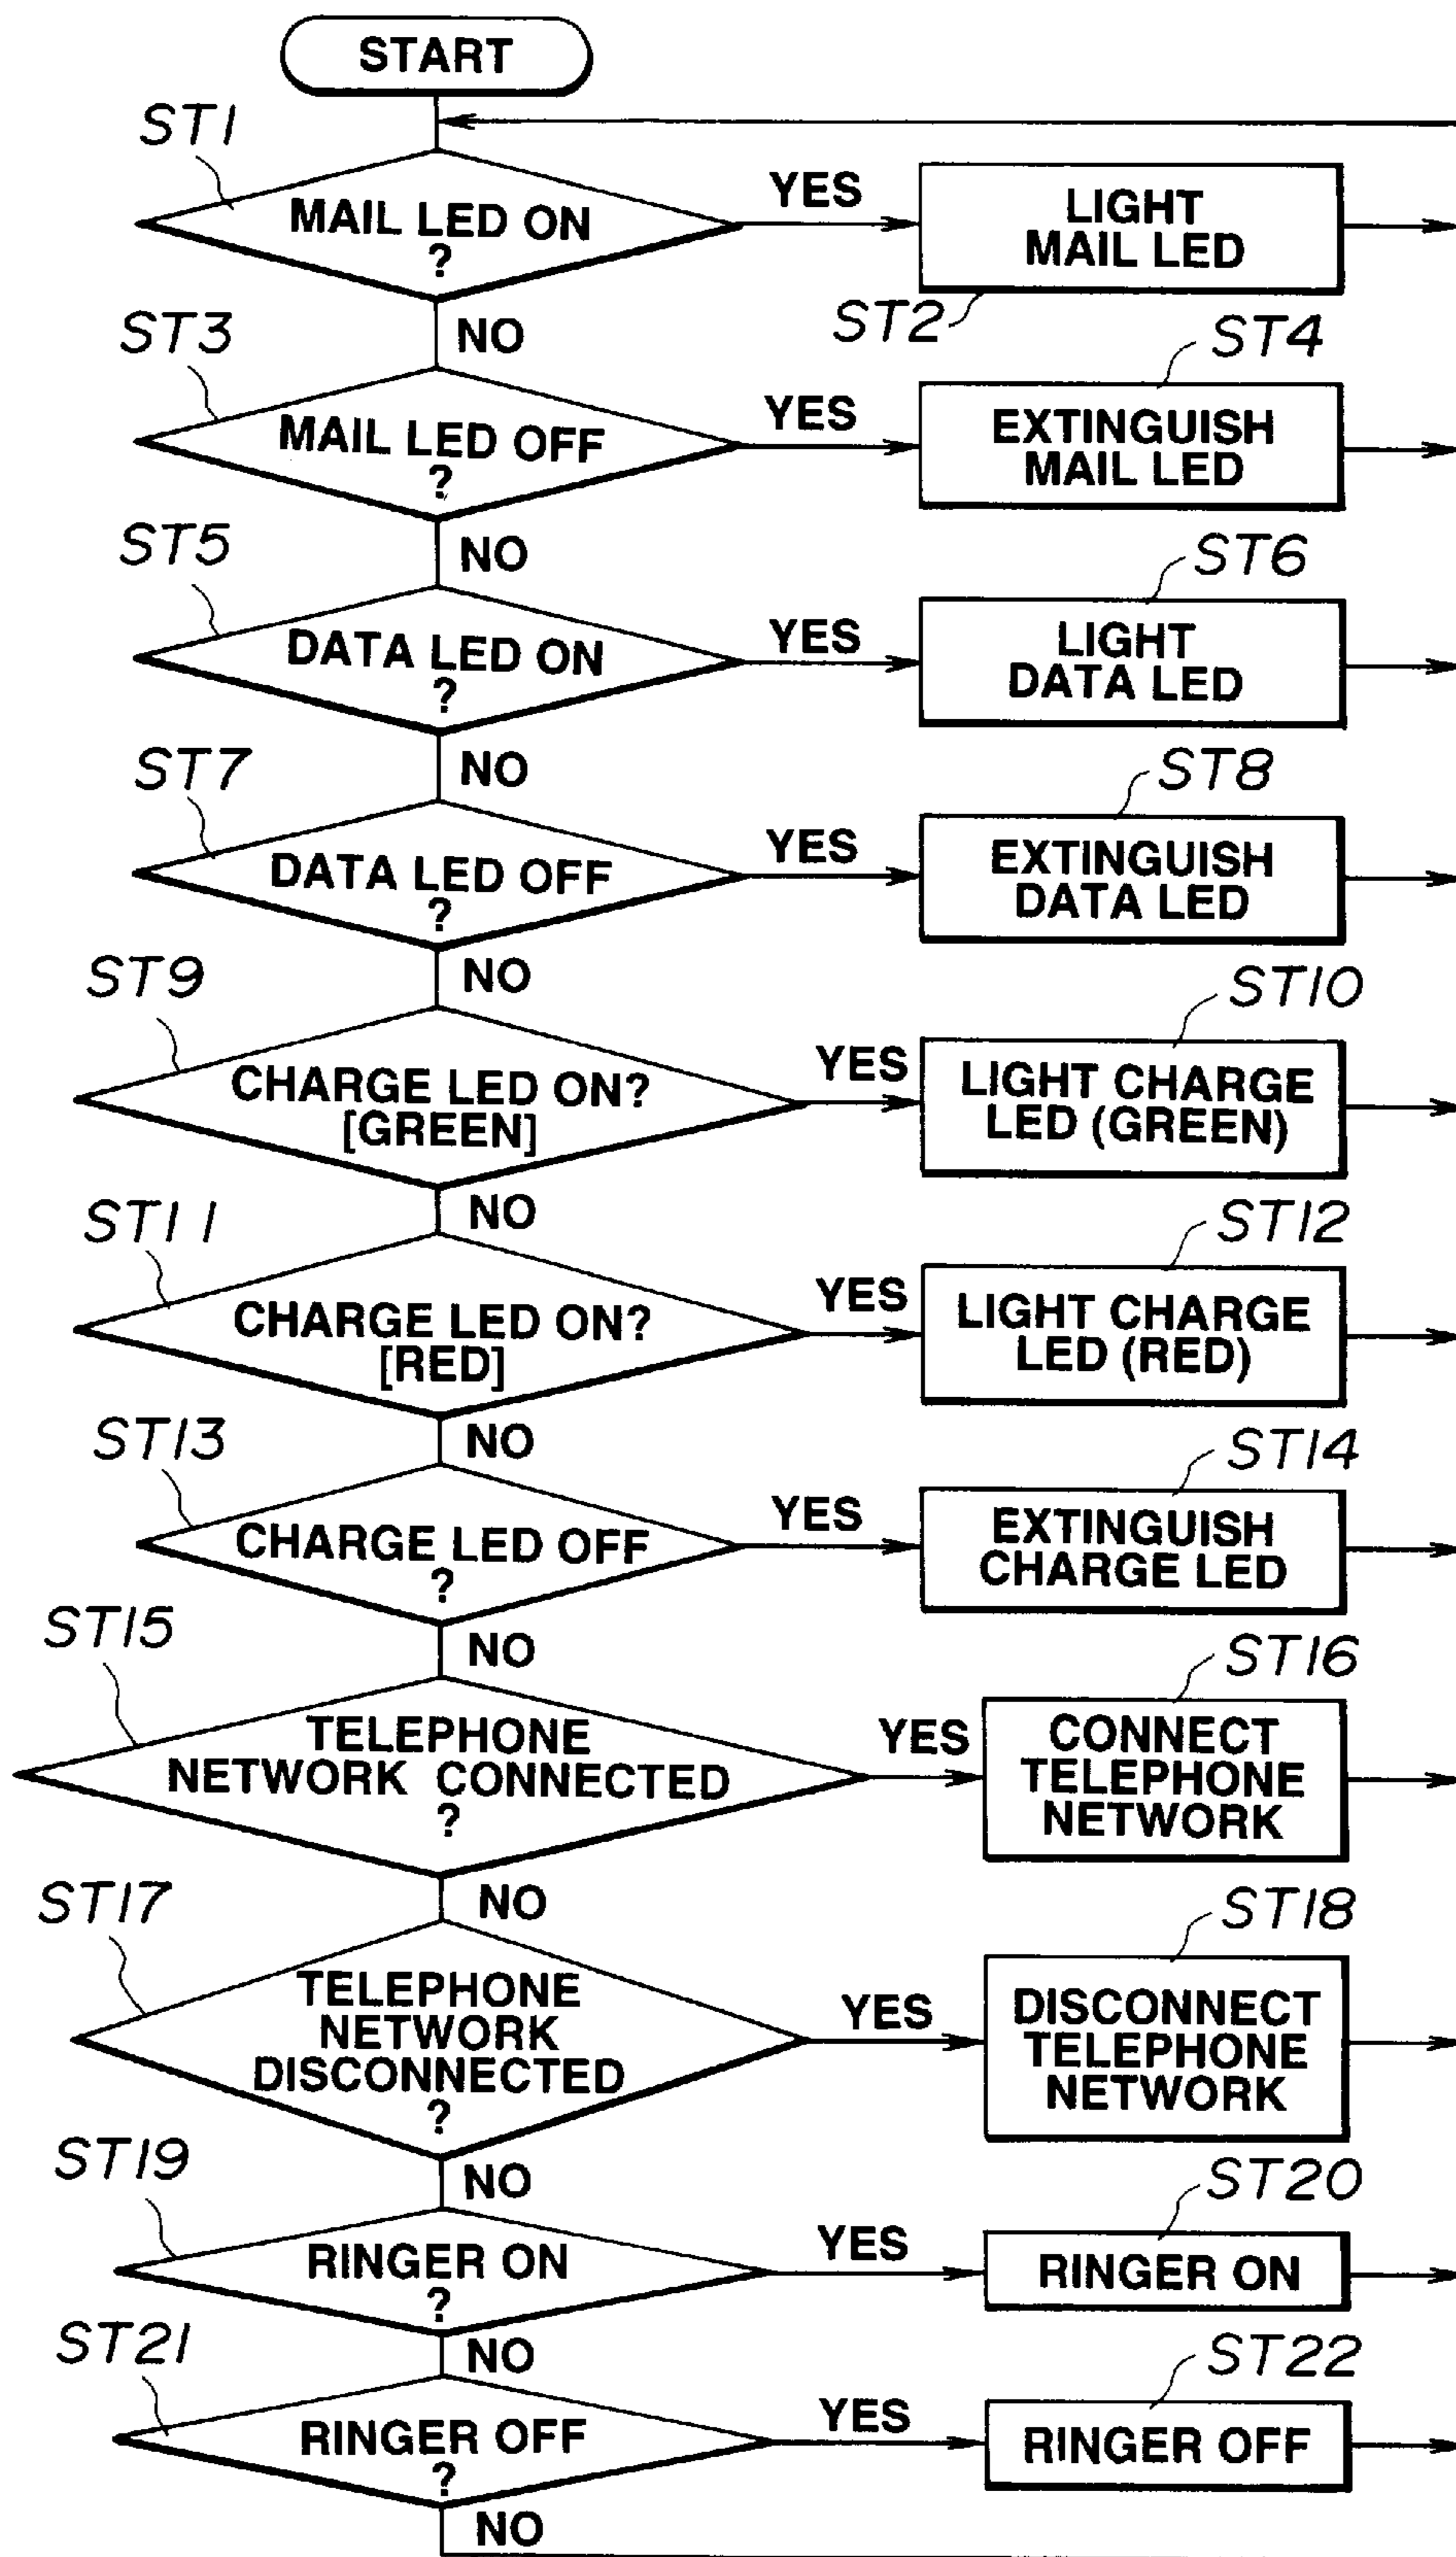 START
ST1
MAIL LED ON
?
YES
LIGHT
MAIL LED
ST2
NO
ST3
MAIL LED OFF
?
YES
ST4
EXTINGUISH
MAIL LED
NO
ST5
DATA LED ON
?
YES
ST6
LIGHT
DATA LED
NO
ST7
DATA LED OFF
?
YES
ST8
EXTINGUISH
DATA LED
NO
ST9
CHARGE LED ON?
[GREEN]
YES
ST10
LIGHT CHARGE
LED (GREEN)
NO
ST11
CHARGE LED ON?
[RED]
YES
ST12
LIGHT CHARGE
LED (RED)
NO
ST13
CHARGE LED OFF
?
YES
ST14
EXTINGUISH
CHARGE LED
NO
ST15
TELEPHONE
NETWORK CONNECTED
?
YES
ST16
CONNECT
TELEPHONE
NETWORK
NO
ST17
TELEPHONE
NETWORK
DISCONNECTED
?
YES
ST18
DISCONNECT
TELEPHONE
NETWORK
NO
ST19
RINGER ON
?
YES
ST20
RINGER ON
NO
ST21
RINGER OFF
?
YES
ST22
RINGER OFF
NO